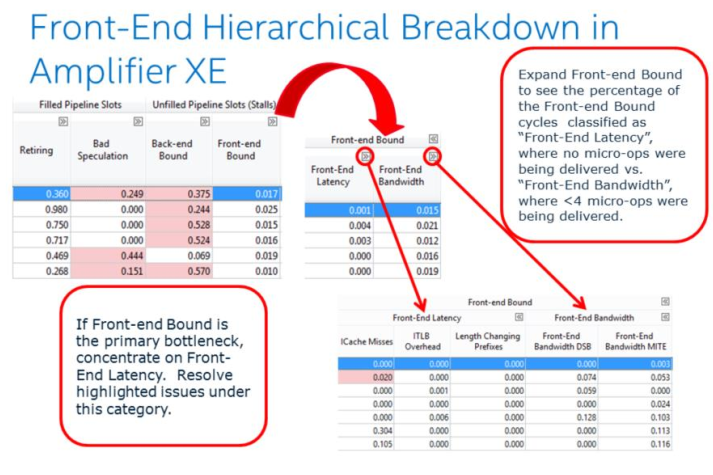 Front-End Hierarchical Breakdown in
Amplifier XE
Filled Pipeline Slots Unfilled Pipeline Slots (Stalls)
Retiring Bad Speculation Back-end Bound Front-end Bound
0.360 0.249 0.375 0.017
0.980 0.000 0.244 0.025
0.750 0.000 0.528 0.015
0.717 0.000 0.524 0.016
0.469 0.444 0.069 0.019
0.268 0.151 0.570 0.010
Front-end Bound
Front-End Latency Front-End Bandwidth
0.001 0.015
0.004 0.021
0.003 0.012
0.000 0.016
0.000 0.019
Expand Front-end Bound
to see the percentage of
the Front-end Bound
cycles classified as
"Front-End Latency",
where no micro-ops were
being delivered vs.
"Front-End Bandwidth",
where <4 micro-ops were
being delivered.
If Front-end Bound is
the primary bottleneck,
concentrate on Front-
End Latency. Resolve
highlighted issues under
this category.
Front-end Bound
Front-End Latency Front-End Bandwidth
ICache Misses ITLB Overhead Length Changing Prefixes Front-End Bandwidth DSB Front-End Bandwidth MITE
0.000 0.000 0.000 0.000 0.003
0.020 0.000 0.000 0.074 0.053
0.000 0.001 0.000 0.059 0.000
0.000 0.000 0.000 0.000 0.024
0.000 0.006 0.000 0.128 0.103
0.304 0.000 0.000 0.000 0.113
0.105 0.000 0.000 0.000 0.116